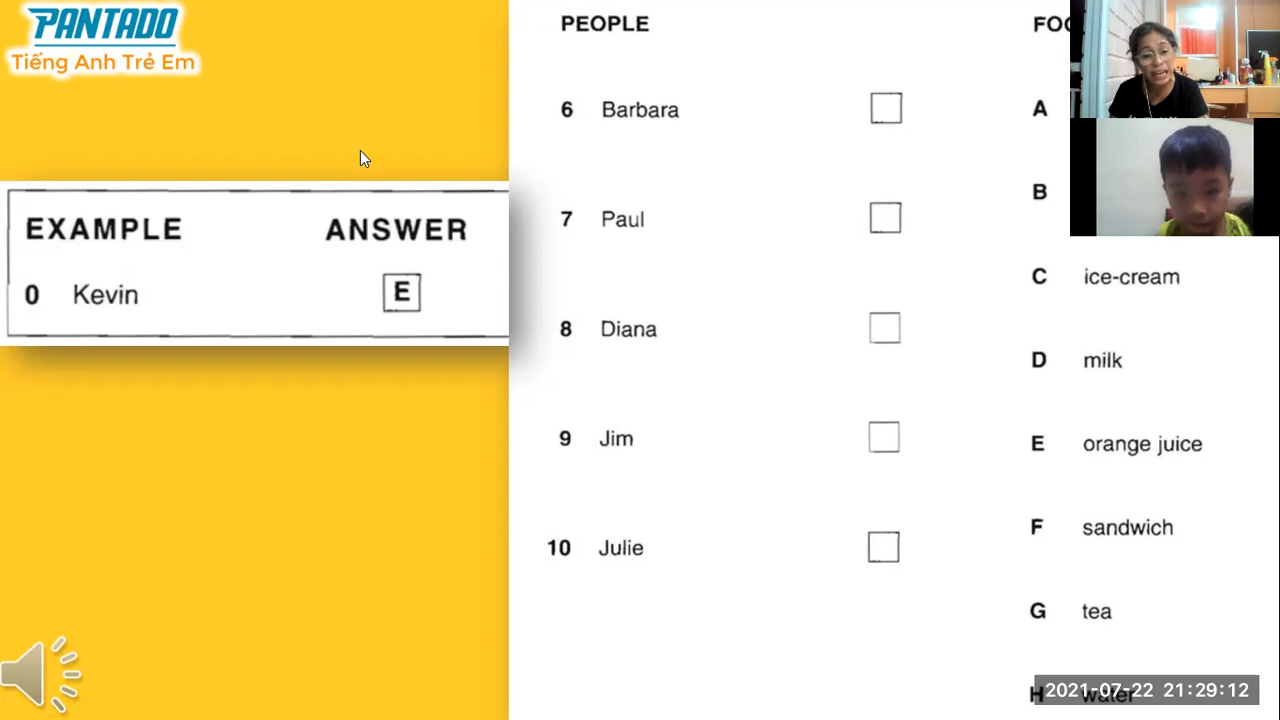 PANTADO
Tiếng Anh Trẻ Em
EXAMPLE ANSWER
0 Kevin E
PEOPLE
6 Barbara
7 Paul
8 Diana
9 Jim
10 Julie
A
B
C ice-cream
D milk
E orange juice
F sandwich
G tea
H water
2021-07-22 21:29:12